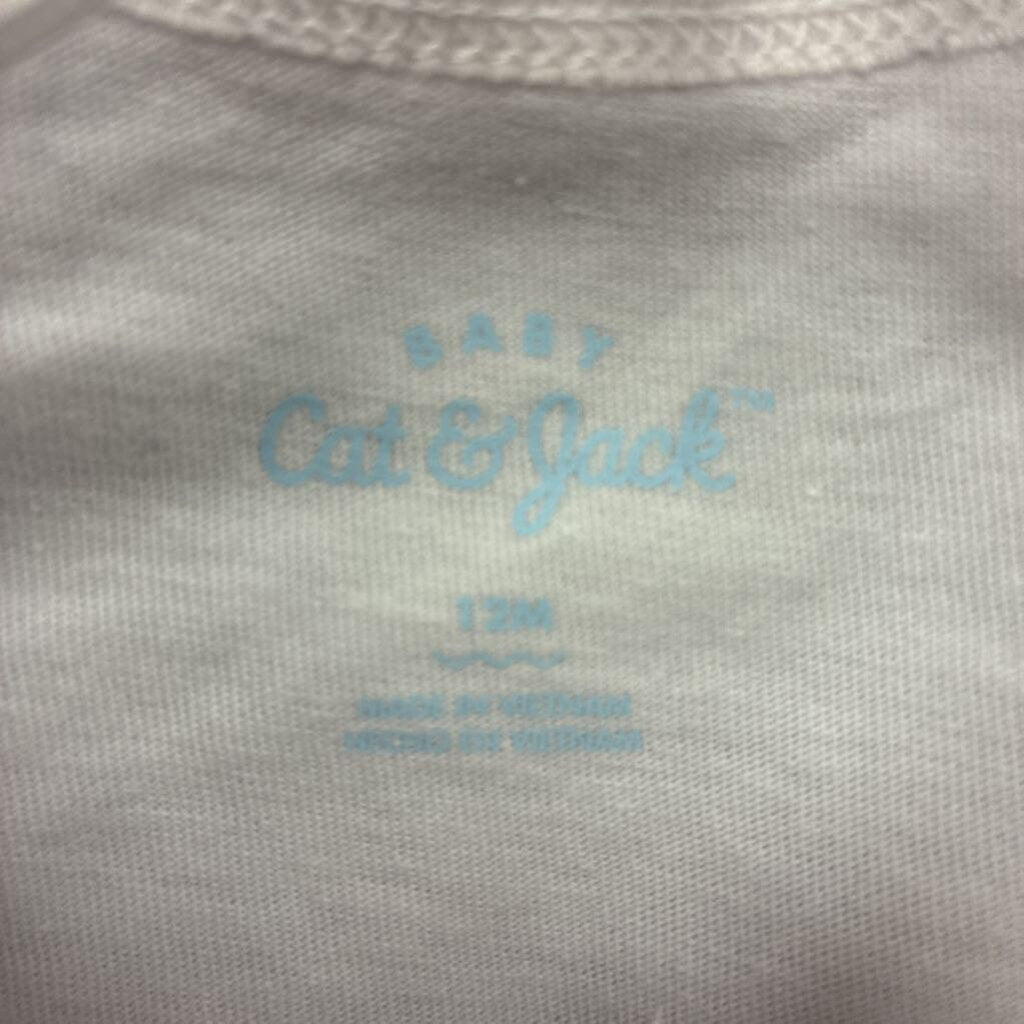 BABY
Cat & Jack™
12M
MADE IN VIETNAM
HECHO EN VIETNAM